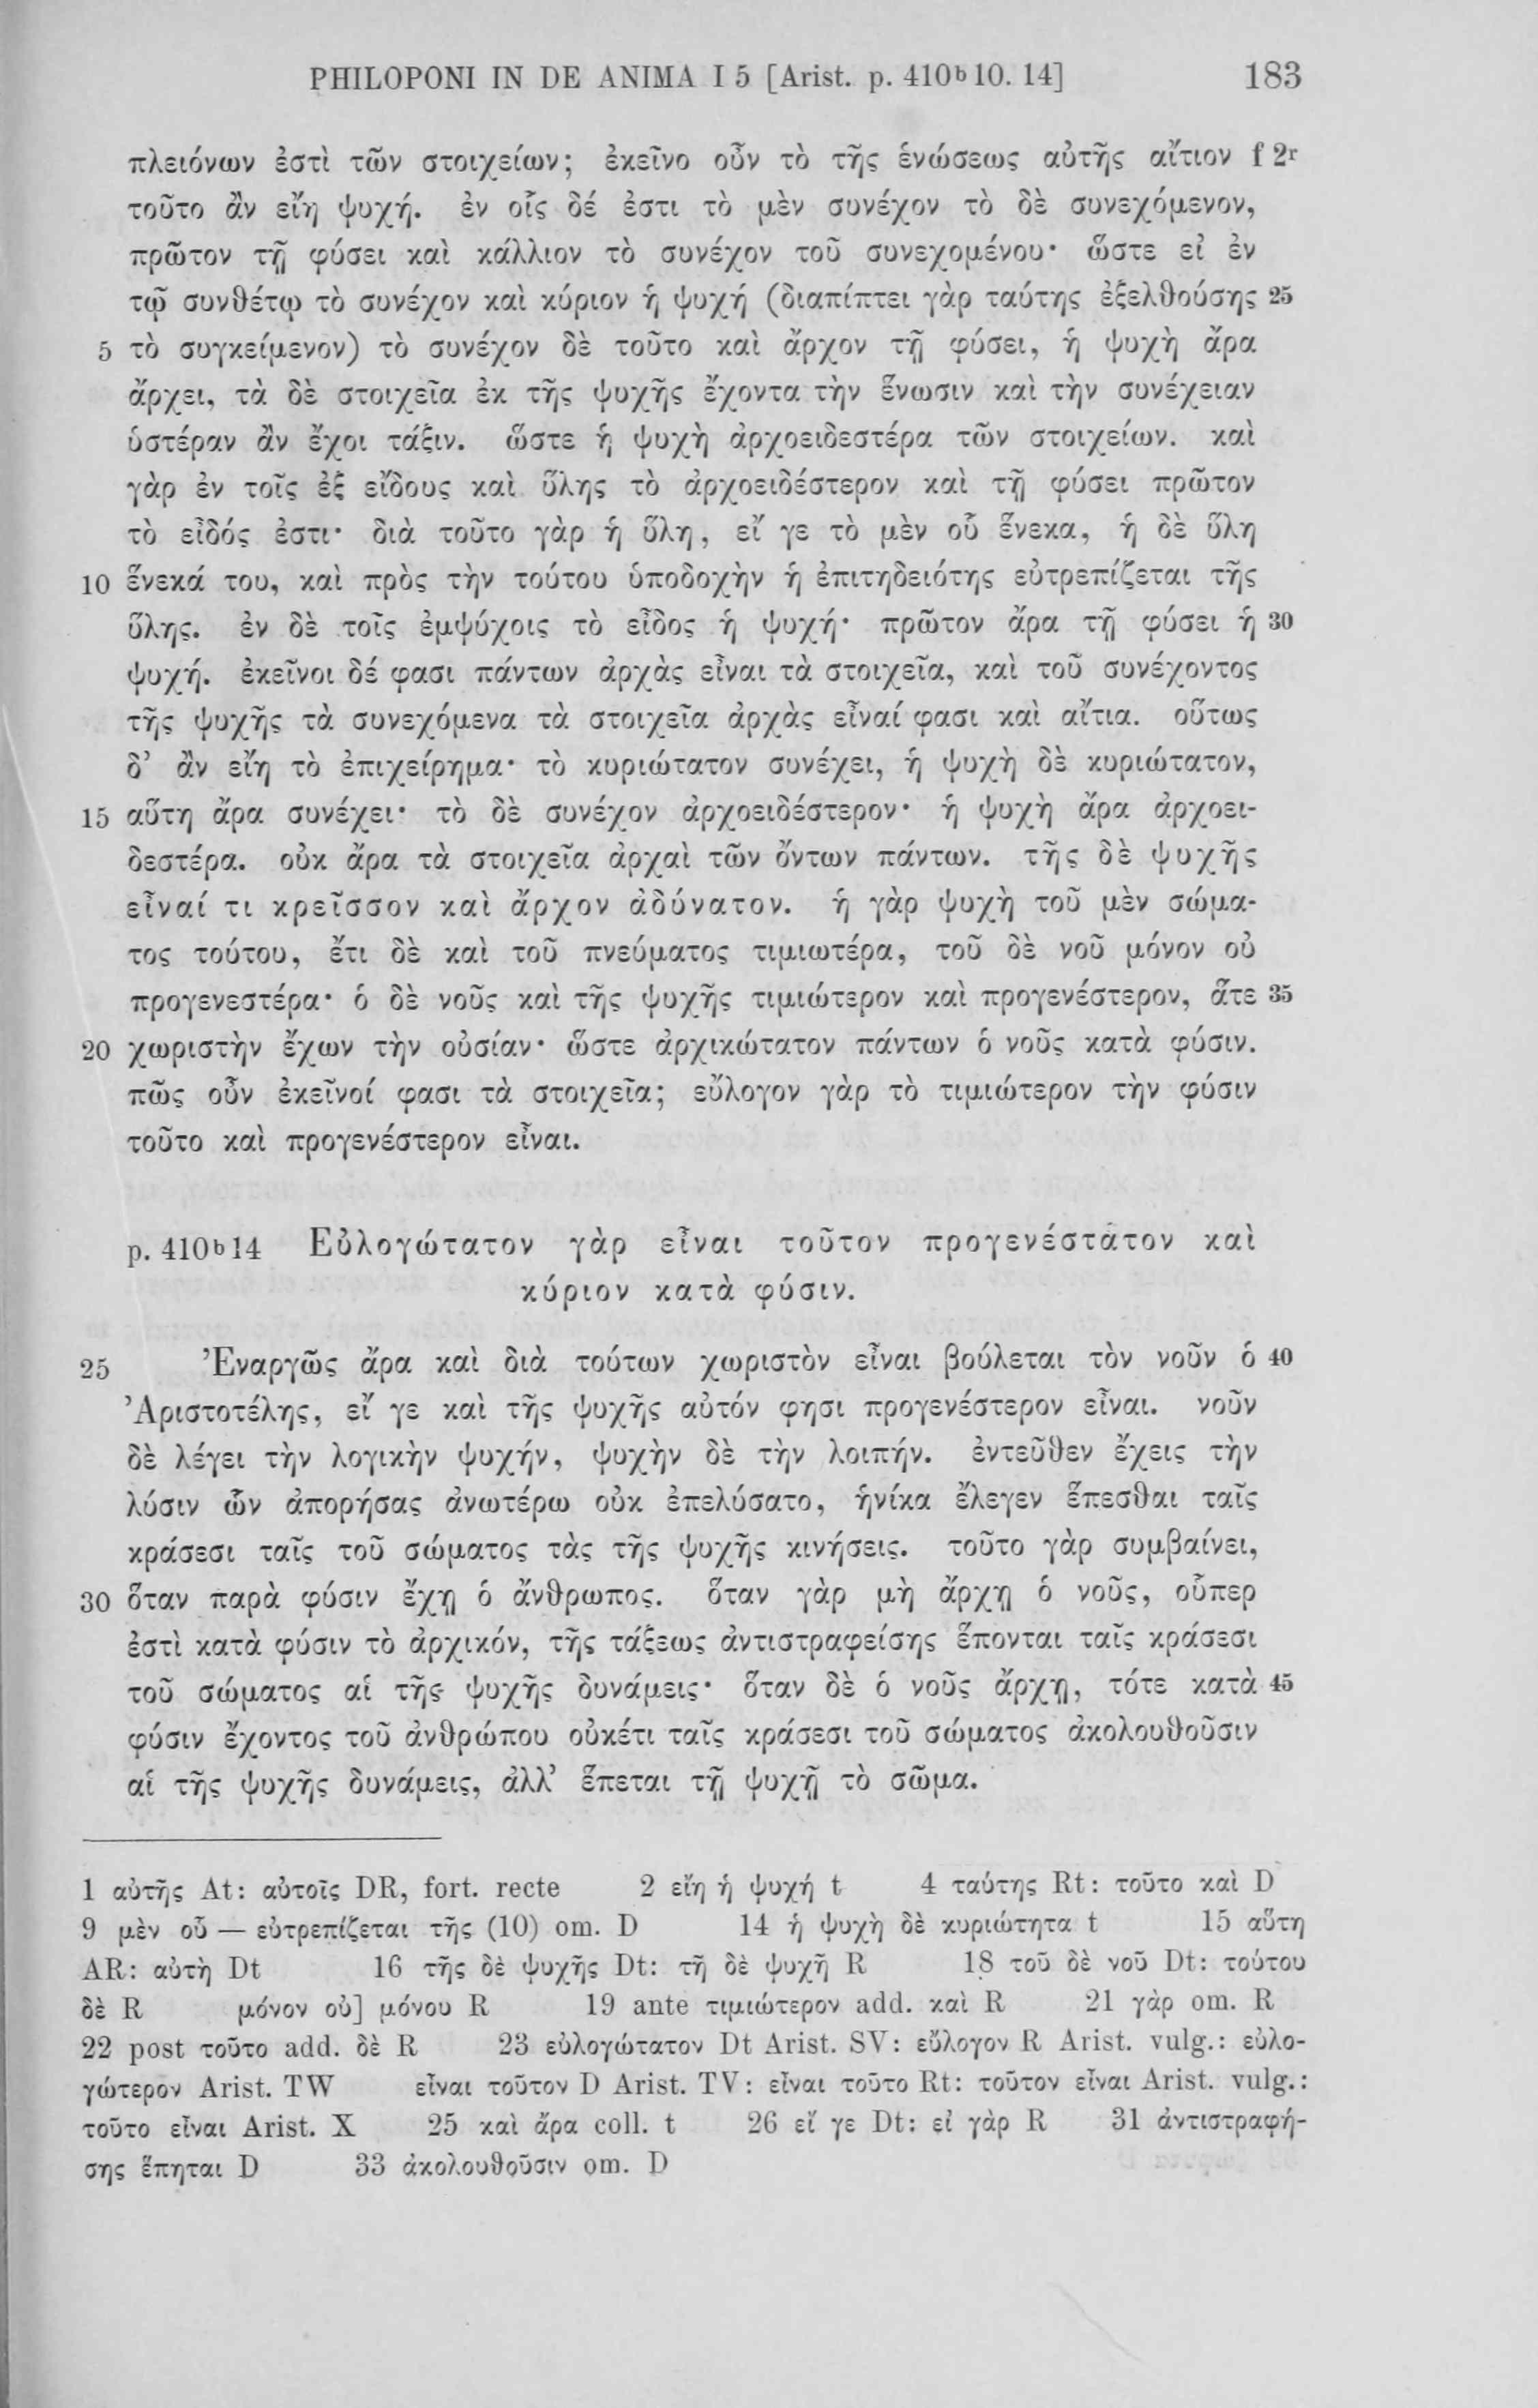 PHILOPONI IN DE ANIMA I 5 [Arist. p. 410b 10. 14] 183
πλειόνων ἐστὶ τῶν στοιχείων; ἐκεῖνο οὖν τὸ τῆς ἑνώσεως αὐτῆς αἴτιον f 2r
τοῦτο ἂν εἴη ψυχή. ἐν οἷς δέ ἐστι τὸ μὲν συνέχον τὸ δὲ συνεχόμενον,
πρῶτον τῇ φύσει καὶ κάλλιον τὸ συνέχον τοῦ συνεχομένου· ὥστε εἰ ἐν
τῷ συνθέτῳ τὸ συνέχον καὶ κύριον ἡ ψυχή (διαπίπτει γὰρ ταύτης ἐξελθούσης 25
5 τὸ συγκείμενον) τὸ συνέχον δὲ τοῦτο καὶ ἄρχον τῇ φύσει, ἡ ψυχὴ ἄρα
ἄρχει, τὰ δὲ στοιχεῖα ἐκ τῆς ψυχῆς ἔχοντα τὴν ἕνωσιν καὶ τὴν συνέχειαν
ὑστέραν ἂν ἔχοι τάξιν. ὥστε ἡ ψυχὴ ἀρχοειδεστέρα τῶν στοιχείων. καὶ
γὰρ ἐν τοῖς ἐξ εἴδους καὶ ὕλης τὸ ἀρχοειδέστερον καὶ τῇ φύσει πρῶτον
τὸ εἶδός ἐστι· διὰ τοῦτο γὰρ ἡ ὕλη, εἴ γε τὸ μὲν οὗ ἕνεκα, ἡ δὲ ὕλη
10 ἕνεκά του, καὶ πρὸς τὴν τούτου ὑποδοχὴν ἡ ἐπιτηδειότης εὐτρεπίζεται τῆς
ὕλης. ἐν δὲ τοῖς ἐμψύχοις τὸ εἶδος ἡ ψυχή· πρῶτον ἄρα τῇ φύσει ἡ 30
ψυχή. ἐκεῖνοι δέ φασι πάντων ἀρχὰς εἶναι τὰ στοιχεῖα, καὶ τοῦ συνέχοντος
τῆς ψυχῆς τὰ συνεχόμενα τὰ στοιχεῖα ἀρχὰς εἶναί φασι καὶ αἴτια. οὕτως
δ’ ἂν εἴη τὸ ἐπιχείρημα· τὸ κυριώτατον συνέχει, ἡ ψυχὴ δὲ κυριώτατον,
15 αὕτη ἄρα συνέχει· τὸ δὲ συνέχον ἀρχοειδέστερον· ἡ ψυχὴ ἄρα ἀρχοει-
δεστέρα. οὐκ ἄρα τὰ στοιχεῖα ἀρχαὶ τῶν ὄντων πάντων. τῆς δὲ ψυχῆς
εἶναί τι κρεῖσσον καὶ ἄρχον ἀδύνατον. ἡ γὰρ ψυχὴ τοῦ μὲν σώμα-
τος τούτου, ἔτι δὲ καὶ τοῦ πνεύματος τιμιωτέρα, τοῦ δὲ νοῦ μόνον οὐ
προγενεστέρα· ὁ δὲ νοῦς καὶ τῆς ψυχῆς τιμιώτερον καὶ προγενέστερον, ἅτε 35
20 χωριστὴν ἔχων τὴν οὐσίαν· ὥστε ἀρχικώτατον πάντων ὁ νοῦς κατὰ φύσιν.
πῶς οὖν ἐκεῖνοί φασι τὰ στοιχεῖα; εὔλογον γὰρ τὸ τιμιώτερον τὴν φύσιν
τοῦτο καὶ προγενέστερον εἶναι.
p. 410b 14 Εὐλογώτατον γὰρ εἶναι τοῦτον προγενέστατον καὶ
κύριον κατὰ φύσιν.
25 Ἐναργῶς ἄρα καὶ διὰ τούτων χωριστὸν εἶναι βούλεται τὸν νοῦν ὁ 40
Ἀριστοτέλης, εἴ γε καὶ τῆς ψυχῆς αὐτόν φησι προγενέστερον εἶναι. νοῦν
δὲ λέγει τὴν λογικὴν ψυχήν, ψυχὴν δὲ τὴν λοιπήν. ἐντεῦθεν ἔχεις τὴν
λύσιν ὧν ἀπορήσας ἀνωτέρω οὐκ ἐπελύσατο, ἡνίκα ἔλεγεν ἕπεσθαι ταῖς
κράσεσι ταῖς τοῦ σώματος τὰς τῆς ψυχῆς κινήσεις. τοῦτο γὰρ συμβαίνει,
30 ὅταν παρὰ φύσιν ἔχῃ ὁ ἄνθρωπος. ὅταν γὰρ μὴ ἄρχῃ ὁ νοῦς, οὗπερ
ἐστὶ κατὰ φύσιν τὸ ἀρχικόν, τῆς τάξεως ἀντιστραφείσης ἕπονται ταῖς κράσεσι
τοῦ σώματος αἱ τῆς ψυχῆς δυνάμεις· ὅταν δὲ ὁ νοῦς ἄρχῃ, τότε κατὰ 45
φύσιν ἔχοντος τοῦ ἀνθρώπου οὐκέτι ταῖς κράσεσι τοῦ σώματος ἀκολουθοῦσιν
αἱ τῆς ψυχῆς δυνάμεις, ἀλλ’ ἕπεται τῇ ψυχῇ τὸ σῶμα.
1 αὐτῆς At: αὐτοῖς DR, fort. recte 2 εἴη ἡ ψυχή t 4 ταύτης Rt: τοῦτο καὶ D
9 μὲν οὗ — εὐτρεπίζεται τῆς (10) om. D 14 ἡ ψυχὴ δὲ κυριώτητα t 15 αὕτη
AR: αὐτὴ Dt 16 τῆς δὲ ψυχῆς Dt: τῇ δὲ ψυχῇ R 18 τοῦ δὲ νοῦ Dt: τούτου
δὲ R μόνον οὐ] μόνου R 19 ante τιμιώτερον add. καὶ R 21 γὰρ om. R
22 post τοῦτο add. δὲ R 23 εὐλογώτατον Dt Arist. SV: εὔλογον R Arist. vulg.: εὐλο-
γώτερον Arist. TW εἶναι τοῦτον D Arist. TV: εἶναι τοῦτο Rt: τοῦτον εἶναι Arist. vulg.:
τοῦτο εἶναι Arist. X 25 καὶ ἄρα coll. t 26 εἴ γε Dt: εἰ γὰρ R 31 ἀντιστραφή-
σης ἕπηται D 33 ἀκολουθοῦσιν om. D